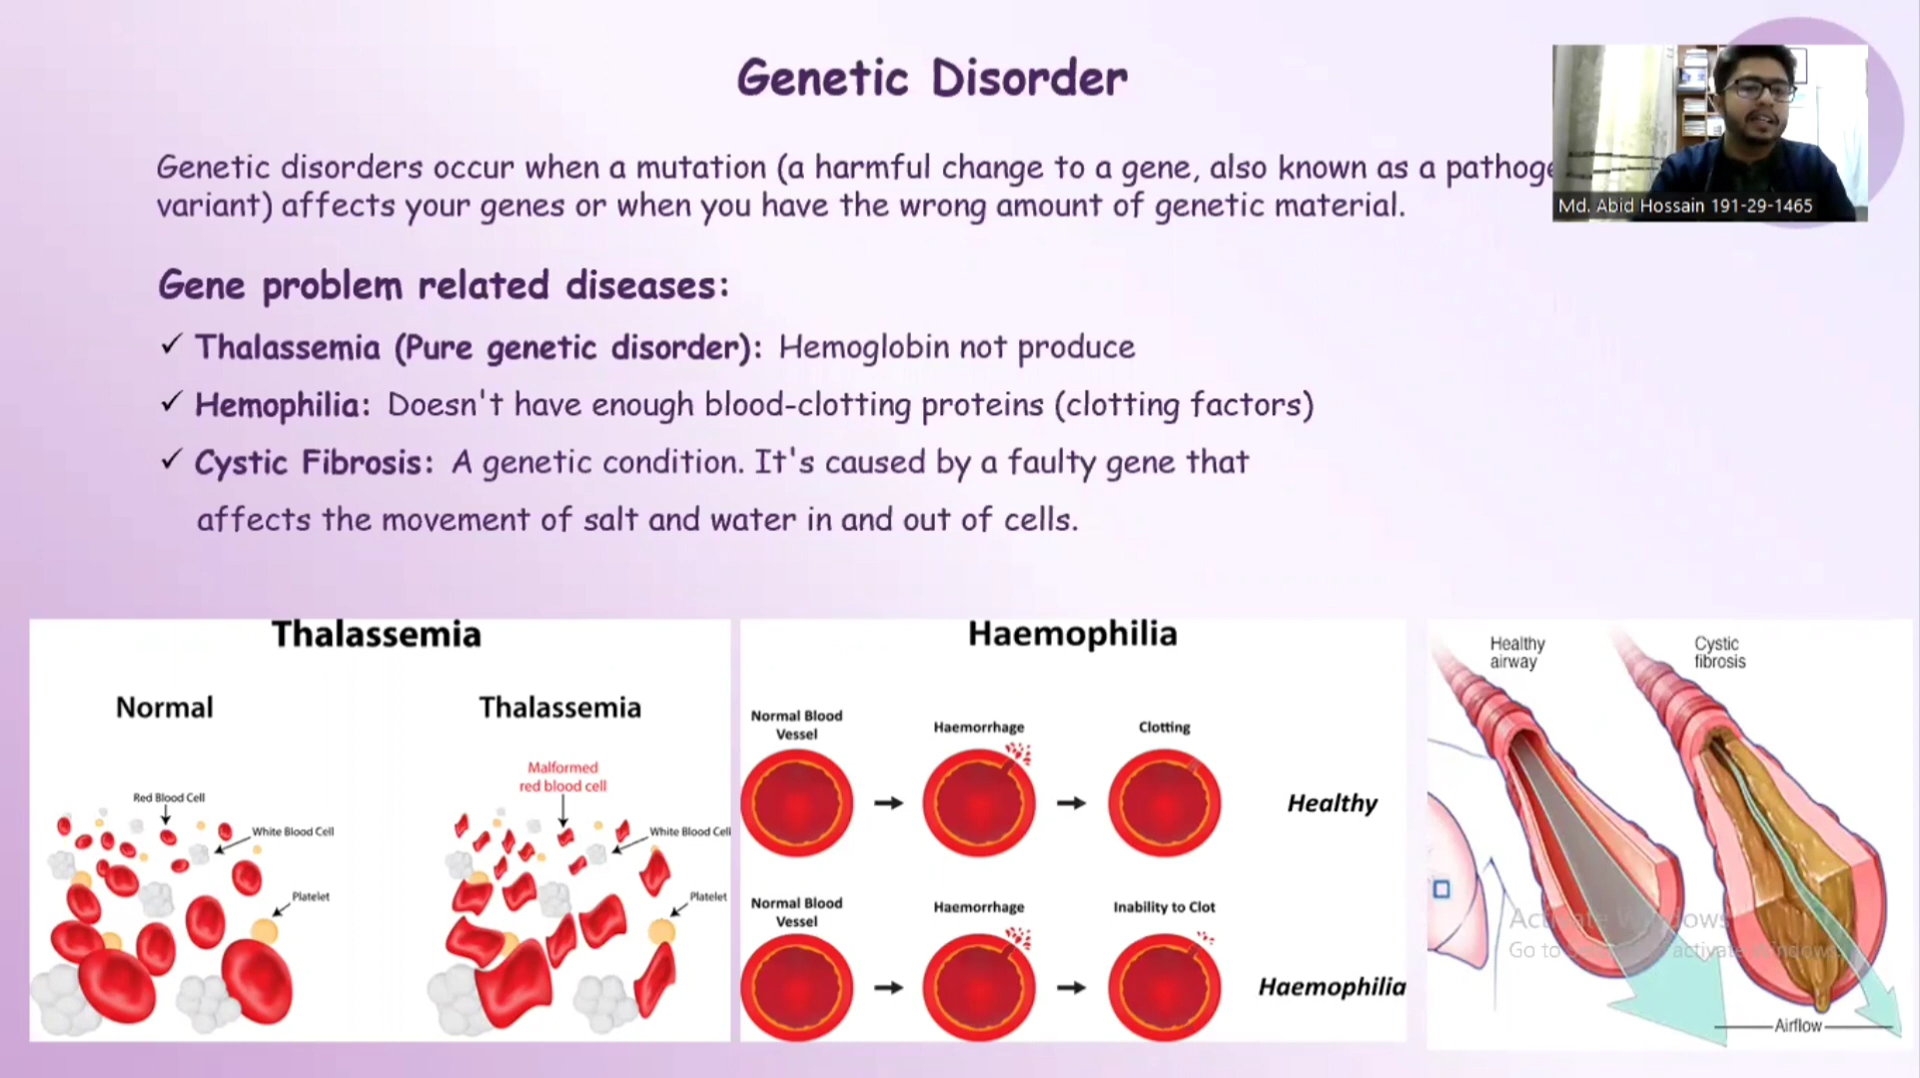 Genetic Disorder
Genetic disorders occur when a mutation (a harmful change to a gene, also known as a pathoge
variant) affects your genes or when you have the wrong amount of genetic material.
Md. Abid Hossain 191-29-1465
Gene problem related diseases:
✓ Thalassemia (Pure genetic disorder): Hemoglobin not produce
✓ Hemophilia: Doesn't have enough blood-clotting proteins (clotting factors)
✓ Cystic Fibrosis: A genetic condition. It's caused by a faulty gene that
affects the movement of salt and water in and out of cells.
Thalassemia
Normal
Thalassemia
Malformed
red blood cell
Red Blood Cell
White Blood Cell
Platelet
White Blood Cell
Platelet
Haemophilia
Normal Blood
Vessel
Haemorrhage
Clotting
Healthy
Normal Blood
Vessel
Haemorrhage
Inability to Clot
Haemophilia
Healthy
airway
Cystic
fibrosis
Airflow
Activate Windows
Go to activate Windows.